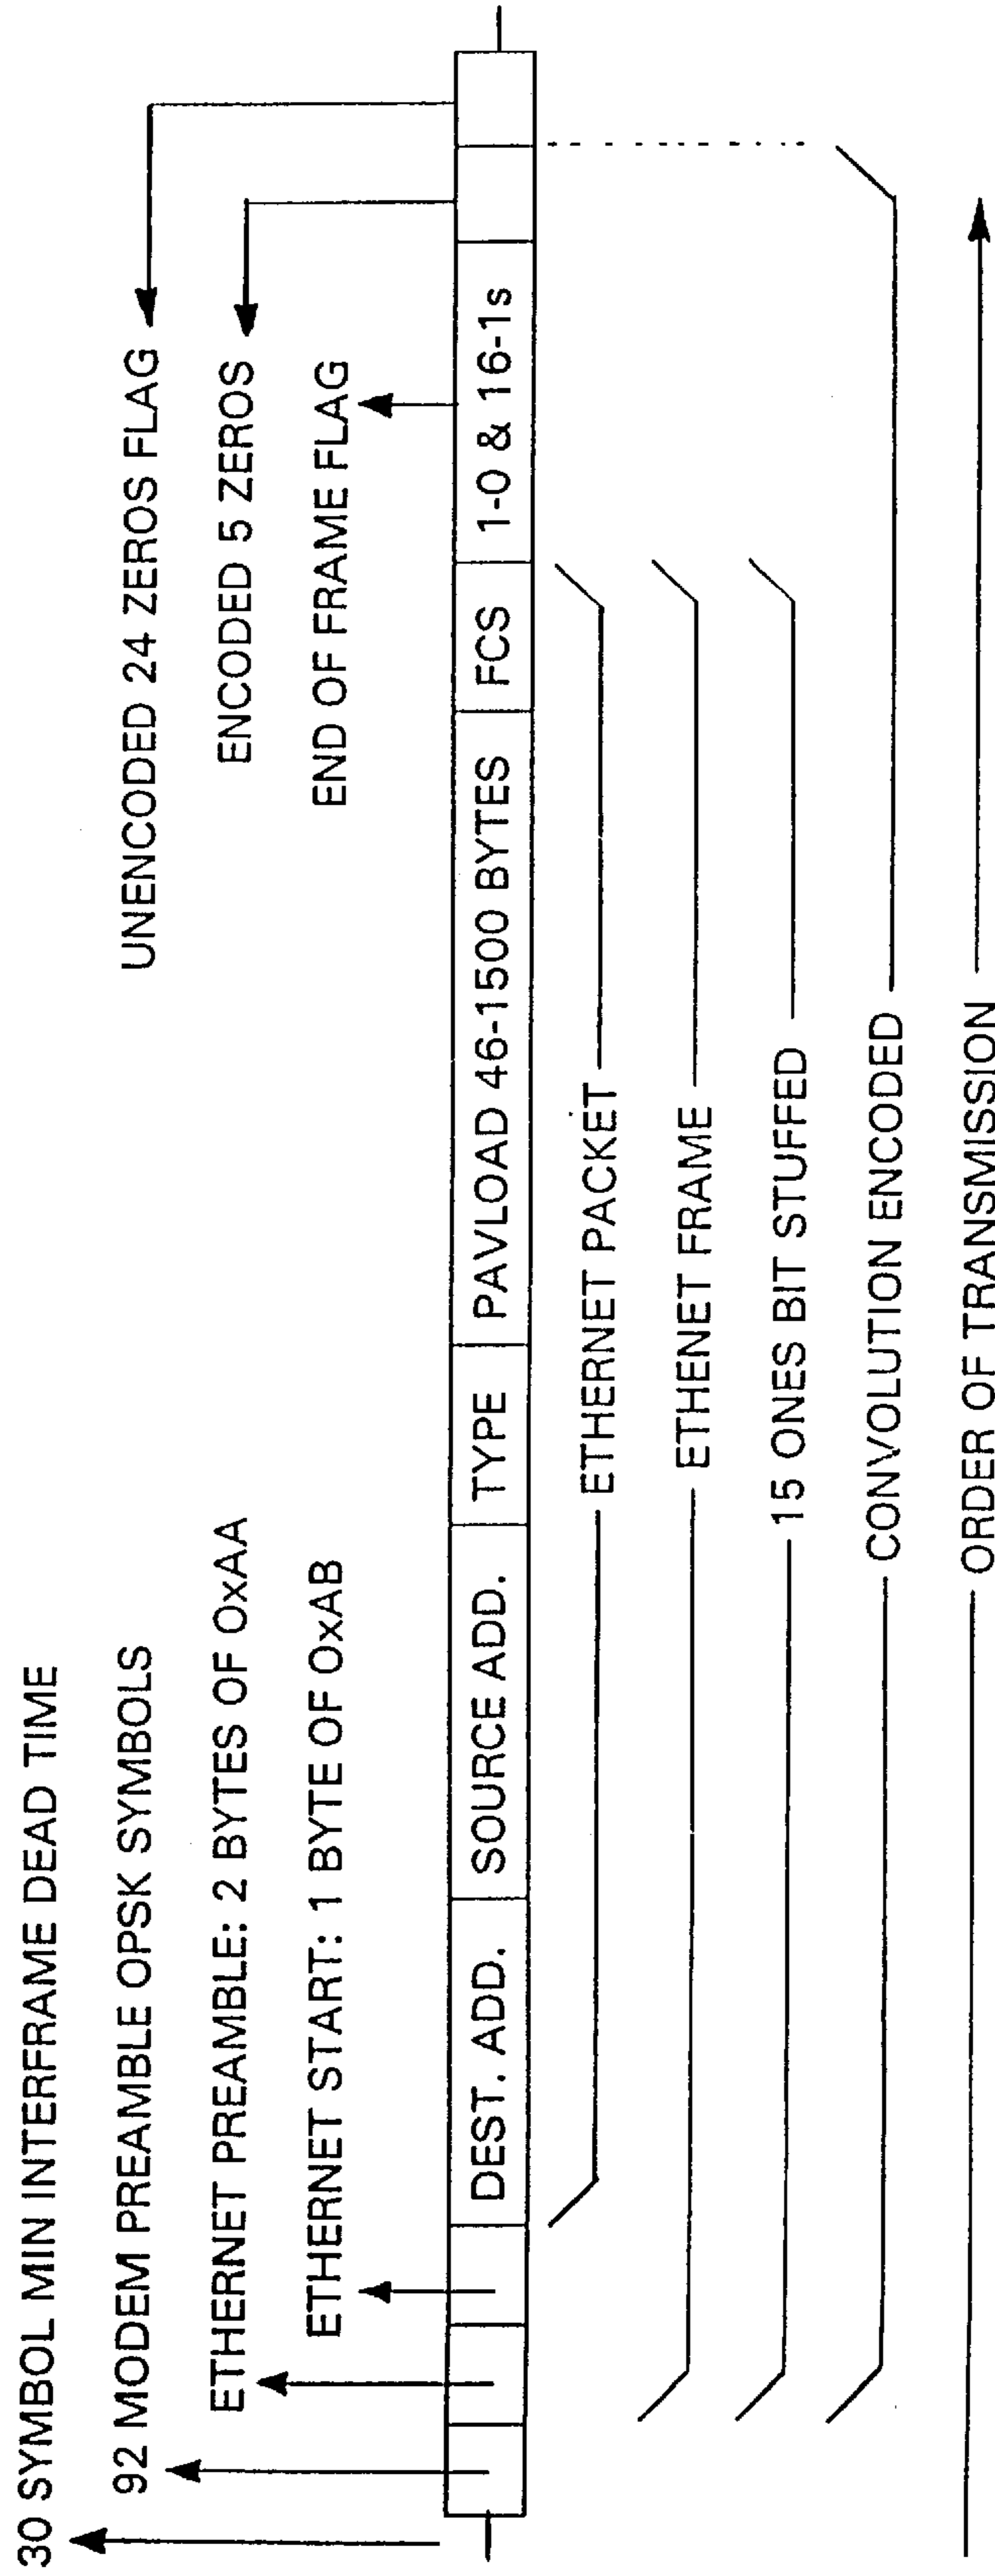 30 SYMBOL MIN INTERFRAME DEAD TIME
92 MODEM PREAMBLE OPSK SYMBOLS
ETHERNET PREAMBLE: 2 BYTES OF OxAA
ETHERNET START: 1 BYTE OF OxAB
UNENCODED 24 ZEROS FLAG
ENCODED 5 ZEROS
END OF FRAME FLAG
DEST. ADD.
SOURCE ADD.
TYPE
PAVLOAD 46-1500 BYTES
FCS
1-0 & 16-1s
ETHERNET PACKET
ETHENET FRAME
15 ONES BIT STUFFED
CONVOLUTION ENCODED
ORDER OF TRANSMISSION